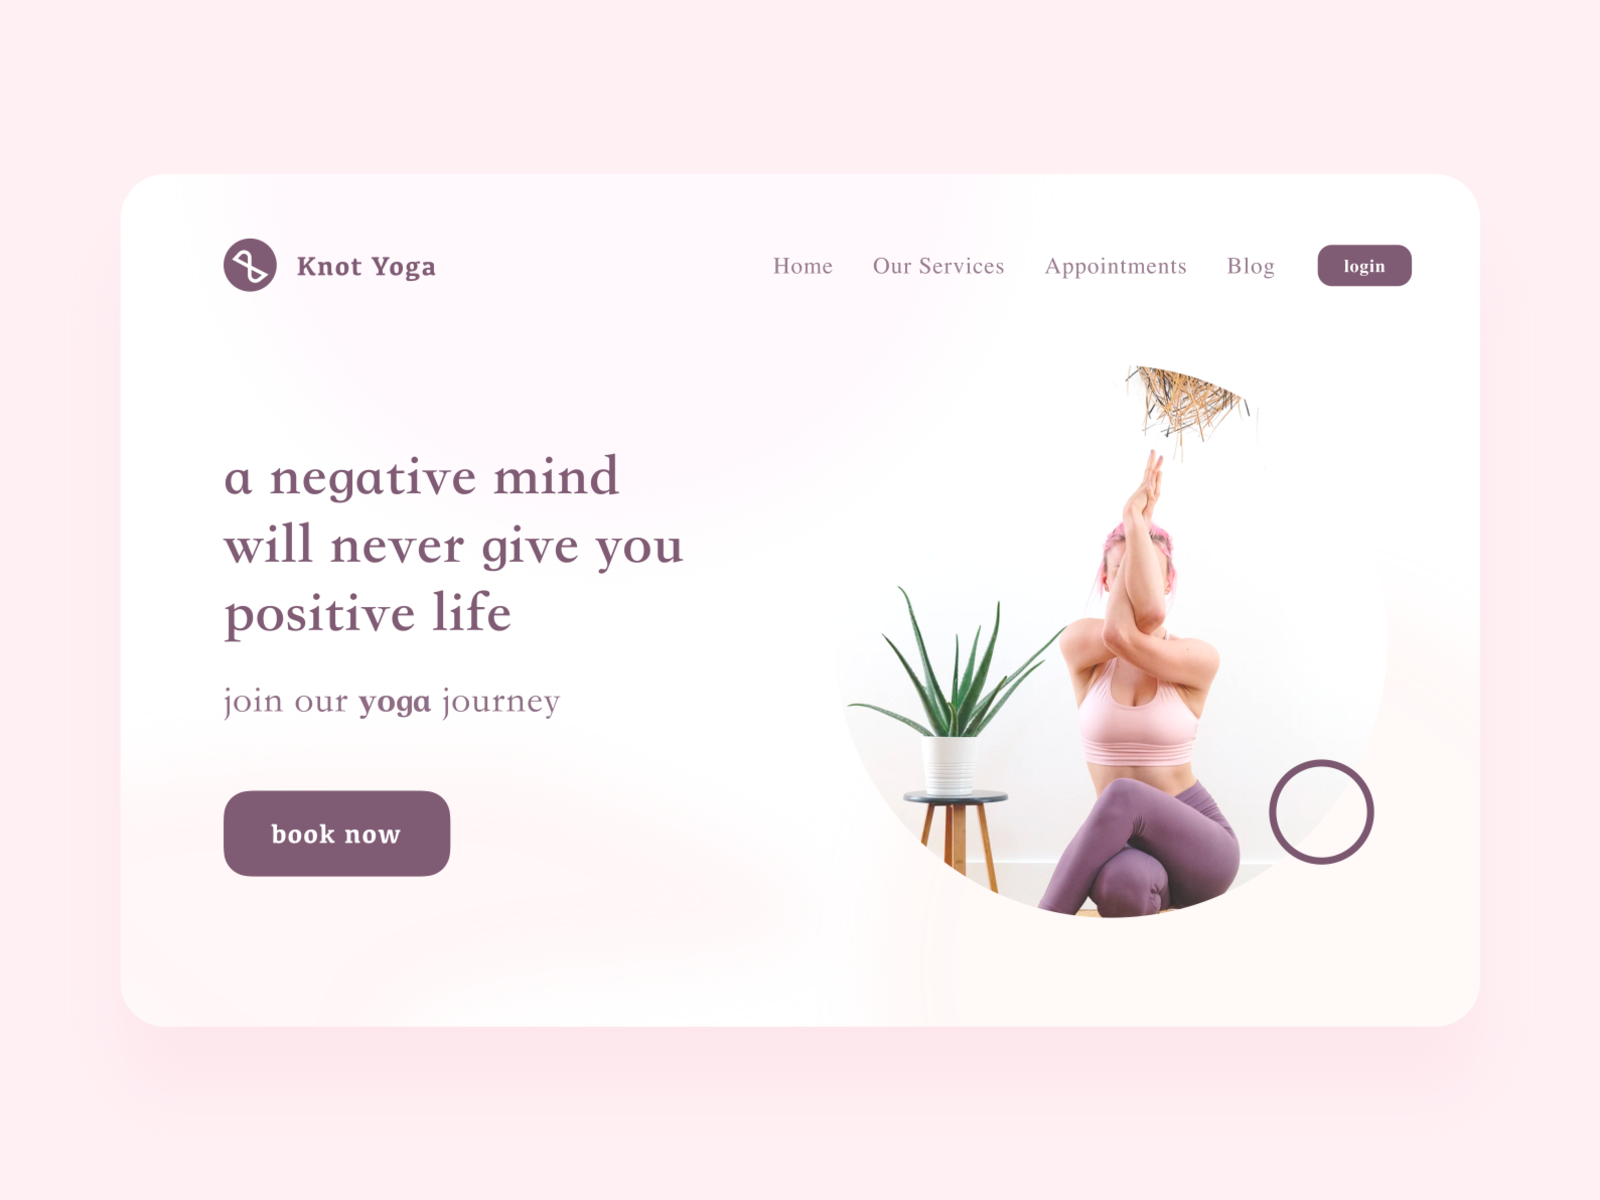 Knot Yoga
Home Our Services Appointments Blog login
a negative mind
will never give you
positive life
join our yoga journey
book now